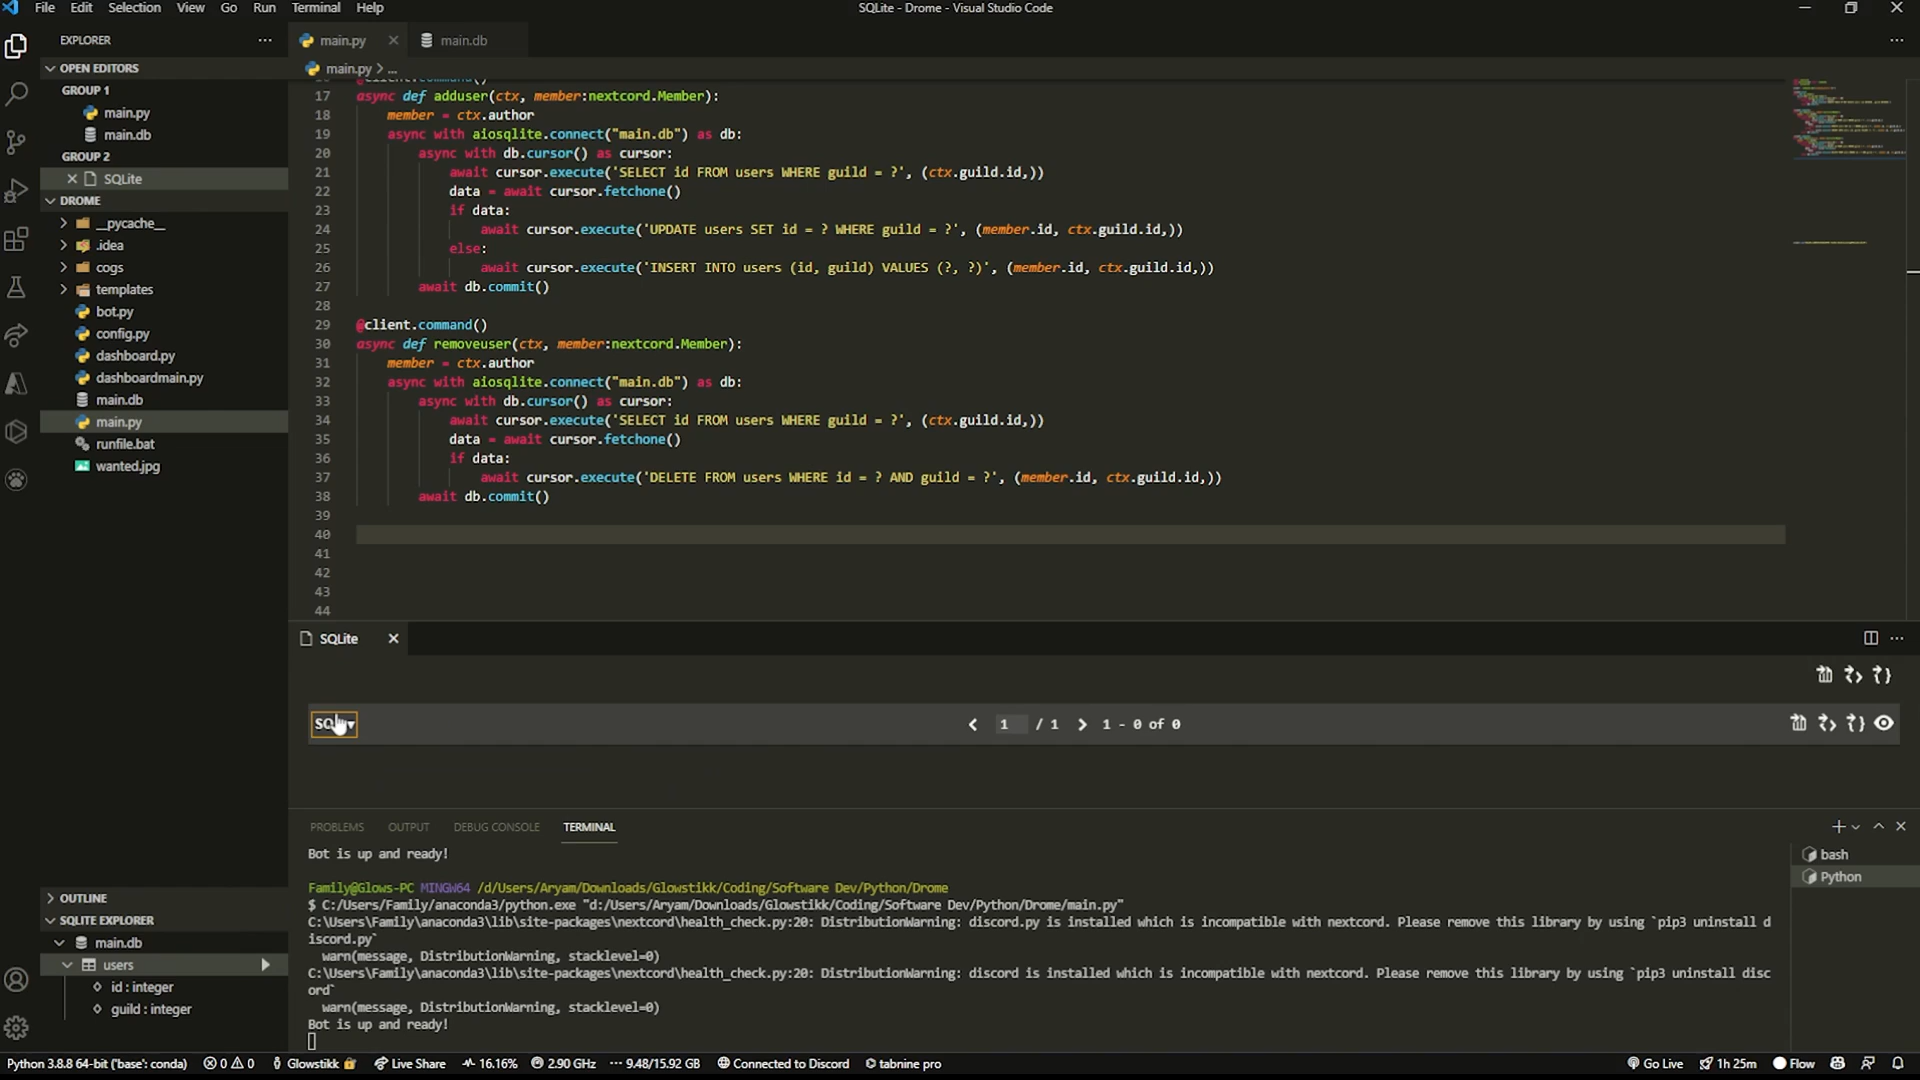 File Edit Selection View Go Run Terminal Help
SQLite - Drome - Visual Studio Code
EXPLORER
OPEN EDITORS
GROUP 1
main.py
main.db
GROUP 2
SQLite
DROME
__pycache__
.idea
cogs
templates
bot.py
config.py
dashboard.py
dashboardmain.py
main.db
main.py
runfile.bat
wanted.jpg
OUTLINE
SQLITE EXPLORER
main.db
users
id : integer
guild : integer
main.py
main.db
main.py > ...
17 async def adduser(ctx, member:nextcord.Member):
18 member = ctx.author
19 async with aiosqlite.connect("main.db") as db:
20 async with db.cursor() as cursor:
21 await cursor.execute('SELECT id FROM users WHERE guild = ?', (ctx.guild.id,))
22 data = await cursor.fetchone()
23 if data:
24 await cursor.execute('UPDATE users SET id = ? WHERE guild = ?', (member.id, ctx.guild.id,))
25 else:
26 await cursor.execute('INSERT INTO users (id, guild) VALUES (?, ?)', (member.id, ctx.guild.id,))
27 await db.commit()
28
29 @client.command()
30 async def removeuser(ctx, member:nextcord.Member):
31 member = ctx.author
32 async with aiosqlite.connect("main.db") as db:
33 async with db.cursor() as cursor:
34 await cursor.execute('SELECT id FROM users WHERE guild = ?', (ctx.guild.id,))
35 data = await cursor.fetchone()
36 if data:
37 await cursor.execute('DELETE FROM users WHERE id = ? AND guild = ?', (member.id, ctx.guild.id,))
38 await db.commit()
39
40
41
42
43
44
SQLite
1 / 1 1 - 0 of 0
PROBLEMS OUTPUT DEBUG CONSOLE TERMINAL
Bot is up and ready!
Family@Glows-PC MINGW64 /d/Users/Aryam/Downloads/Glowstikk/Coding/Software Dev/Python/Drome
$ C:/Users/Family/anaconda3/python.exe "d:/Users/Aryam/Downloads/Glowstikk/Coding/Software Dev/Python/Drome/main.py"
C:\Users\Family\anaconda3\lib\site-packages\nextcord\health_check.py:20: DistributionWarning: discord.py is installed which is incompatible with nextcord. Please remove this library by using `pip3 uninstall d
iscord.py`
warn(message, DistributionWarning, stacklevel=0)
C:\Users\Family\anaconda3\lib\site-packages\nextcord\health_check.py:20: DistributionWarning: discord is installed which is incompatible with nextcord. Please remove this library by using `pip3 uninstall disc
ord`
warn(message, DistributionWarning, stacklevel=0)
Bot is up and ready!
bash
Python
Python 3.8.8 64-bit ('base': conda) 0 0 Glowstikk Live Share 16.16% 2.90 GHz 9.48/15.92 GB Connected to Discord tabnine pro Go Live 1h 25m Flow